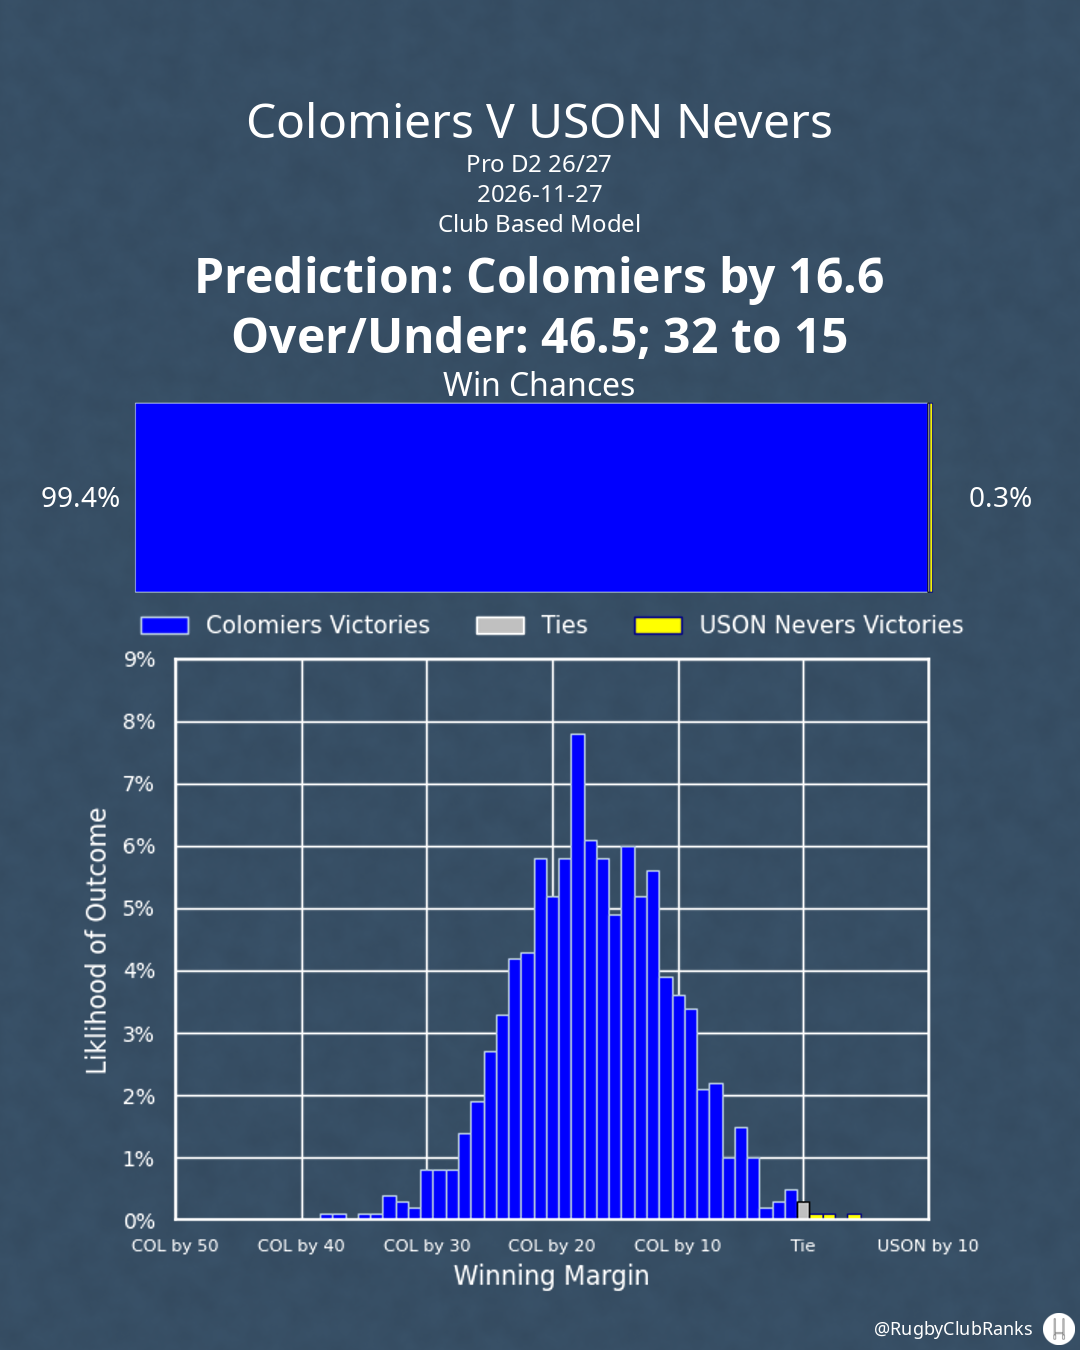 Colomiers V USON Nevers
Pro D2 26/27
2026-11-27
Club Based Model
Prediction: Colomiers by 16.6
Over/Under: 46.5; 32 to 15
Win Chances
99.4%
0.3%
Colomiers Victories
Ties
USON Nevers Victories
9%
8%
7%
6%
5%
4%
3%
2%
1%
0%
Liklihood of Outcome
COL by 50
COL by 40
COL by 30
COL by 20
COL by 10
Tie
USON by 10
Winning Margin
@RugbyClubRanks